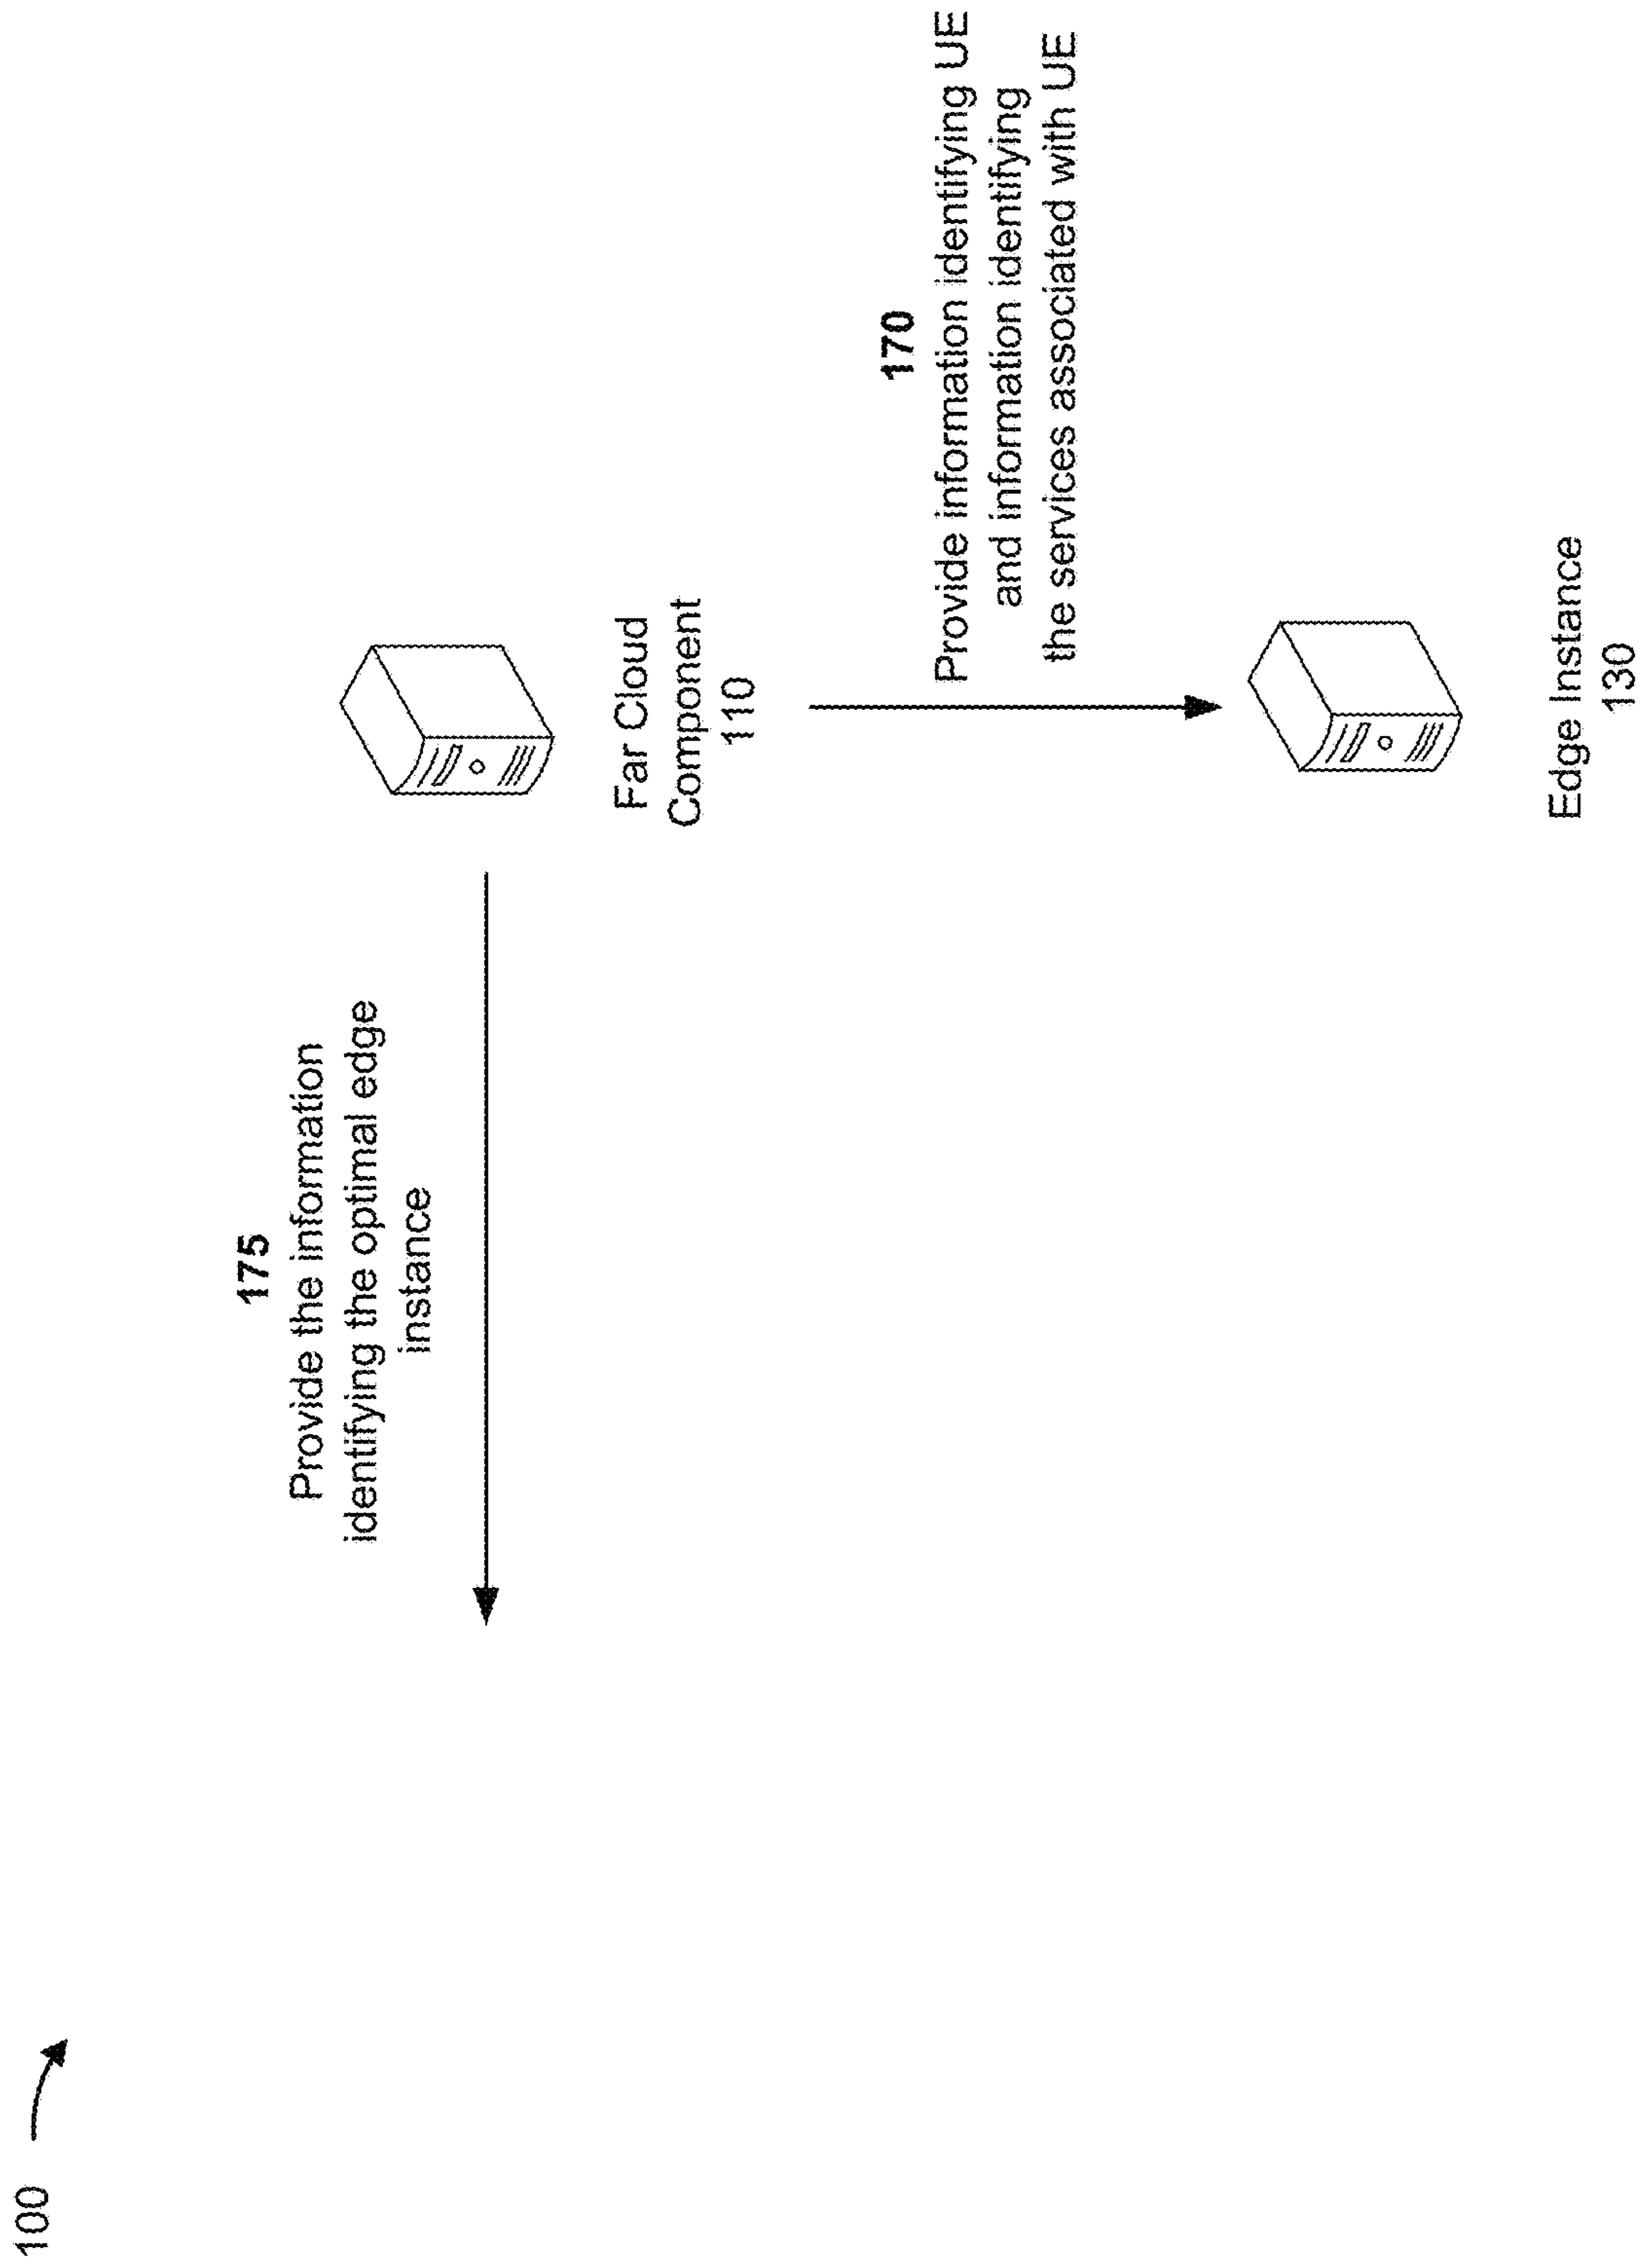 100
175
Provide the information
identifying the optimal edge
instance
Far Cloud
Component
110
170
Provide information identifying UE
and information identifying
the services associated with UE
Edge Instance
130